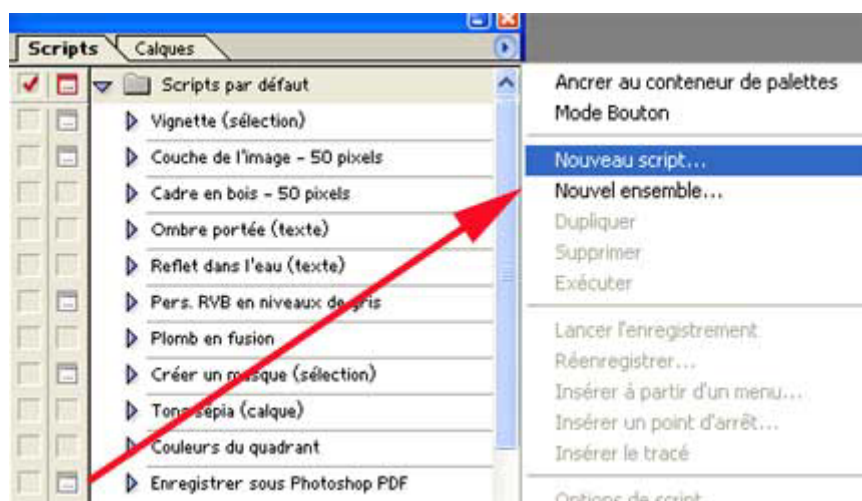 Scripts
Calques
Scripts par défaut
Vignette (sélection)
Couche de l'image - 50 pixels
Cadre en bois - 50 pixels
Ombre portée (texte)
Reflet dans l'eau (texte)
Pers. RVB en niveaux de gris
Plomb en fusion
Créer un masque (sélection)
Tons sépia (calque)
Couleurs du quadrant
Enregistrer sous Photoshop PDF
Ancrer au conteneur de palettes
Mode Bouton
Nouveau script...
Nouvel ensemble...
Dupliquer
Supprimer
Exécuter
Lancer l'enregistrement
Réenregistrer...
Insérer à partir d'un menu...
Insérer un point d'arrêt...
Insérer le tracé
Options de script